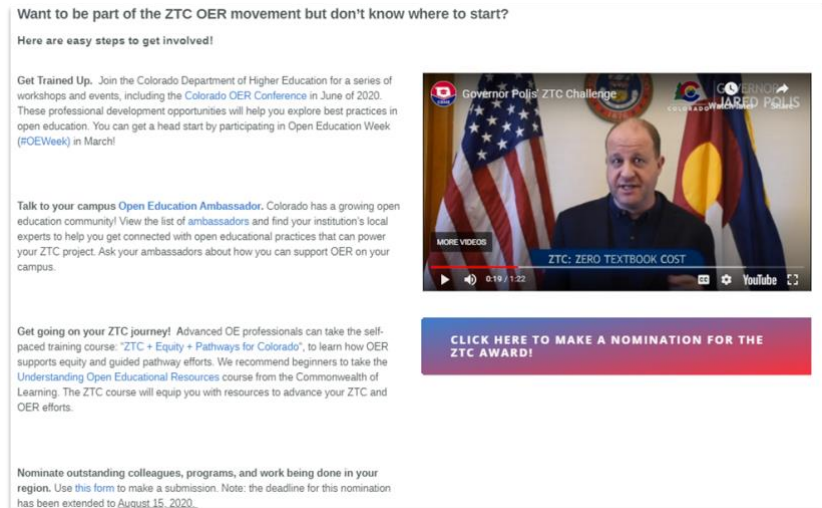 Want to be part of the ZTC OER movement but don't know where to start?
Here are easy steps to get involved!
Get Trained Up. Join the Colorado Department of Higher Education for a series of
workshops and events, including the Colorado OER Conference in June of 2020.
These professional development opportunities will help you explore best practices in
open education. You can get a head start by participating in Open Education Week
(#OEWeek) in March!
Talk to your campus Open Education Ambassador. Colorado has a growing open
education community! View the list of ambassadors and find your institution's local
experts to help you get connected with open educational practices that can power
your ZTC project. Ask your ambassadors about how you can support OER on your
campus.
Get going on your ZTC journey! Advanced OE professionals can take the self-
paced training course: "ZTC + Equity + Pathways for Colorado", to learn how OER
supports equity and guided pathway efforts. We recommend beginners to take the
Understanding Open Educational Resources course from the Commonwealth of
Learning. The ZTC course will equip you with resources to advance your ZTC and
OER efforts.
Nominate outstanding colleagues, programs, and work being done in your
region. Use this form to make a submission. Note: the deadline for this nomination
has been extended to August 15, 2020.
Governor Polis' ZTC Challenge
GOVERNOR
JARED POLIS
COLORADO
Watch later
Share
MORE VIDEOS
ZTC: ZERO TEXTBOOK COST
0:19 / 1:22
CC
YouTube
CLICK HERE TO MAKE A NOMINATION FOR THE
ZTC AWARD!